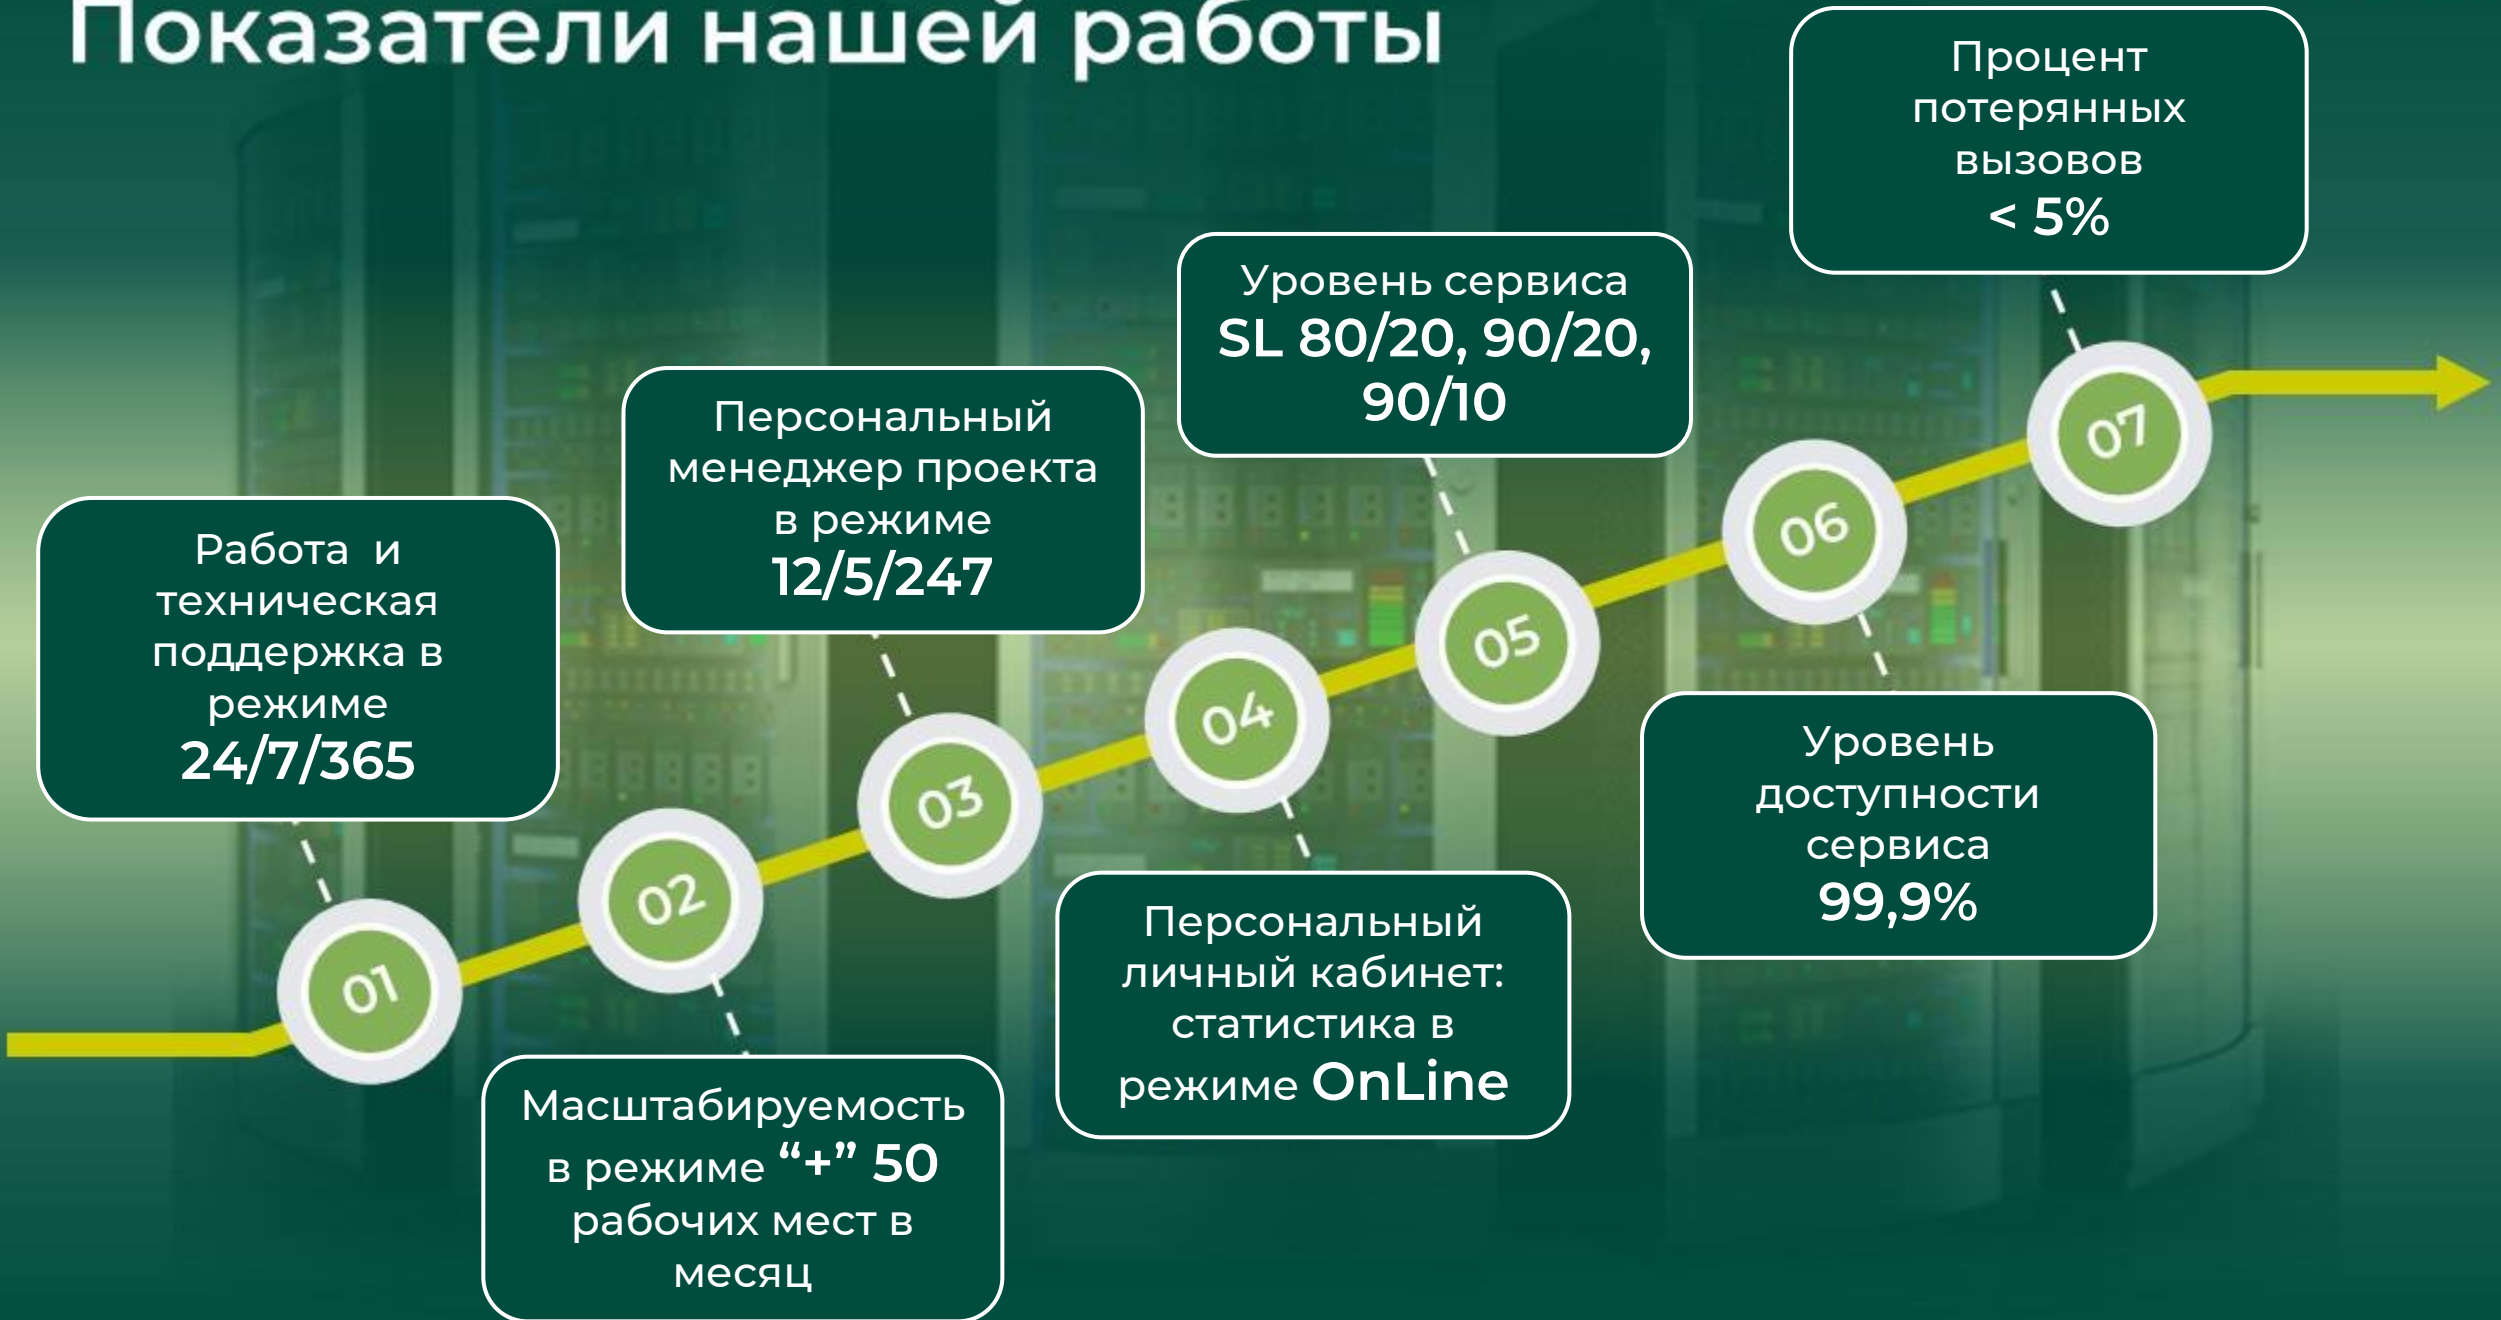 Показатели нашей работы
01
Работа и
техническая
поддержка в
режиме
24/7/365
02
Масштабируемость
в режиме “+” 50
рабочих мест в
месяц
03
Персональный
менеджер проекта
в режиме
12/5/247
04
Персональный
личный кабинет:
статистика в
режиме OnLine
05
Уровень сервиса
SL 80/20, 90/20,
90/10
06
Уровень
доступности
сервиса
99,9%
07
Процент
потерянных
вызовов
< 5%